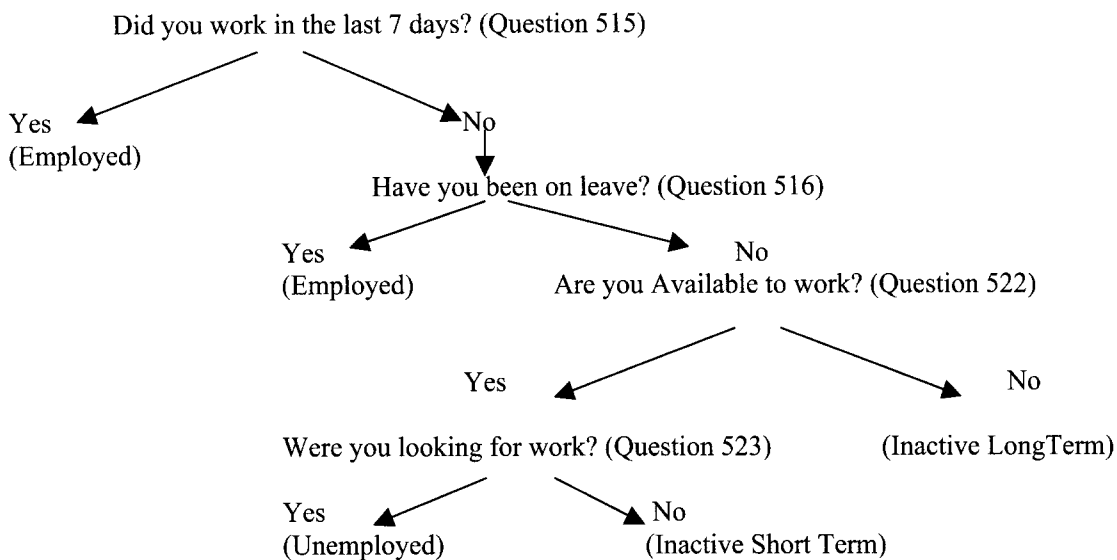 Did you work in the last 7 days? (Question 515)
Yes
(Employed)
No
Have you been on leave? (Question 516)
Yes
(Employed)
No
Are you Available to work? (Question 522)
Yes
No
Were you looking for work? (Question 523)
(Inactive LongTerm)
Yes
(Unemployed)
No
(Inactive Short Term)